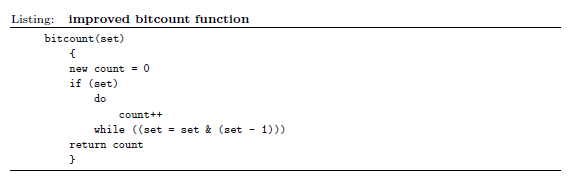 Listing: improved bitcount function
bitcount(set)
{
new count = 0
if (set)
do
count++
while ((set = set & (set - 1)))
return count
}